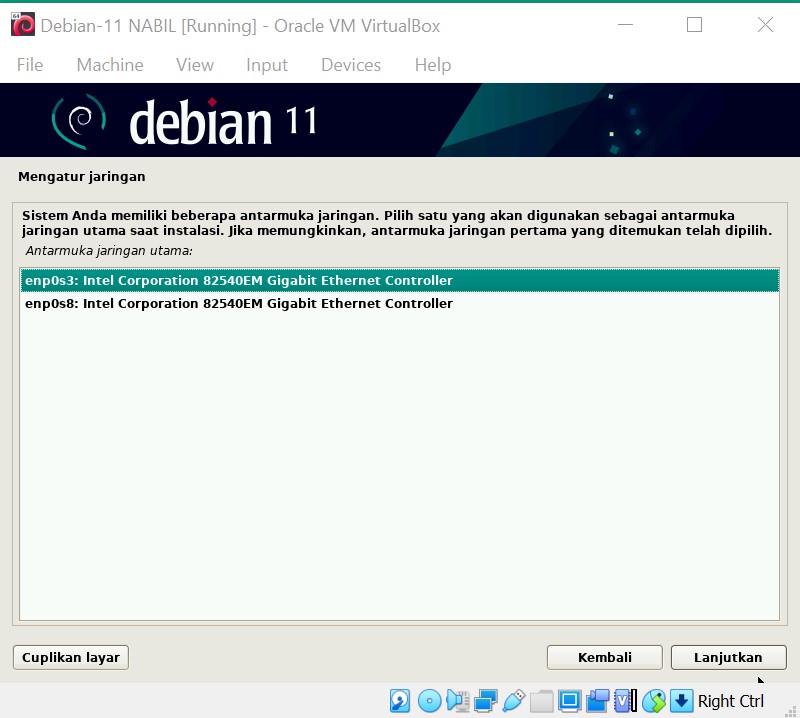 Debian-11 NABIL [Running] - Oracle VM VirtualBox
File Machine View Input Devices Help
debian 11
Mengatur jaringan
Sistem Anda memiliki beberapa antarmuka jaringan. Pilih satu yang akan digunakan sebagai antarmuka
jaringan utama saat instalasi. Jika memungkinkan, antarmuka jaringan pertama yang ditemukan telah dipilih.
Antarmuka jaringan utama:
enp0s3: Intel Corporation 82540EM Gigabit Ethernet Controller
enp0s8: Intel Corporation 82540EM Gigabit Ethernet Controller
Cuplikan layar Kembali Lanjutkan
Right Ctrl